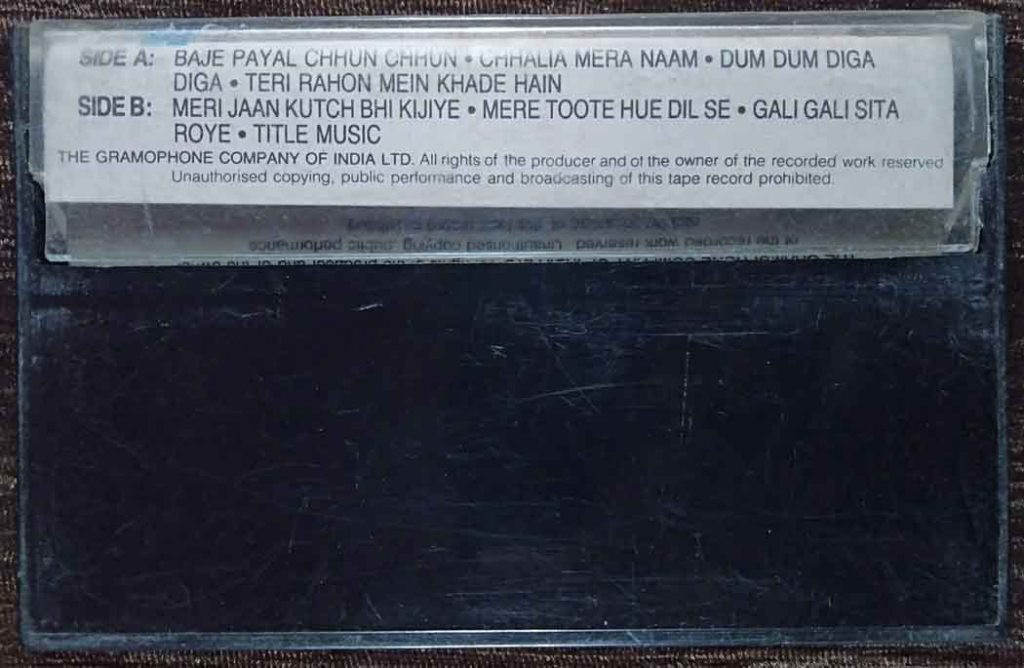 SIDE A: BAJE PAYAL CHHUN CHHUN • CHHALIA MERA NAAM • DUM DUM DIGA
DIGA • TERI RAHON MEIN KHADE HAIN
SIDE B: MERI JAAN KUTCH BHI KIJIYE • MERE TOOTE HUE DIL SE • GALI GALI SITA
ROYE • TITLE MUSIC
THE GRAMOPHONE COMPANY OF INDIA LTD. All rights of the producer and of the owner of the recorded work reserved
Unauthorised copying, public performance and broadcasting of this tape record prohibited.